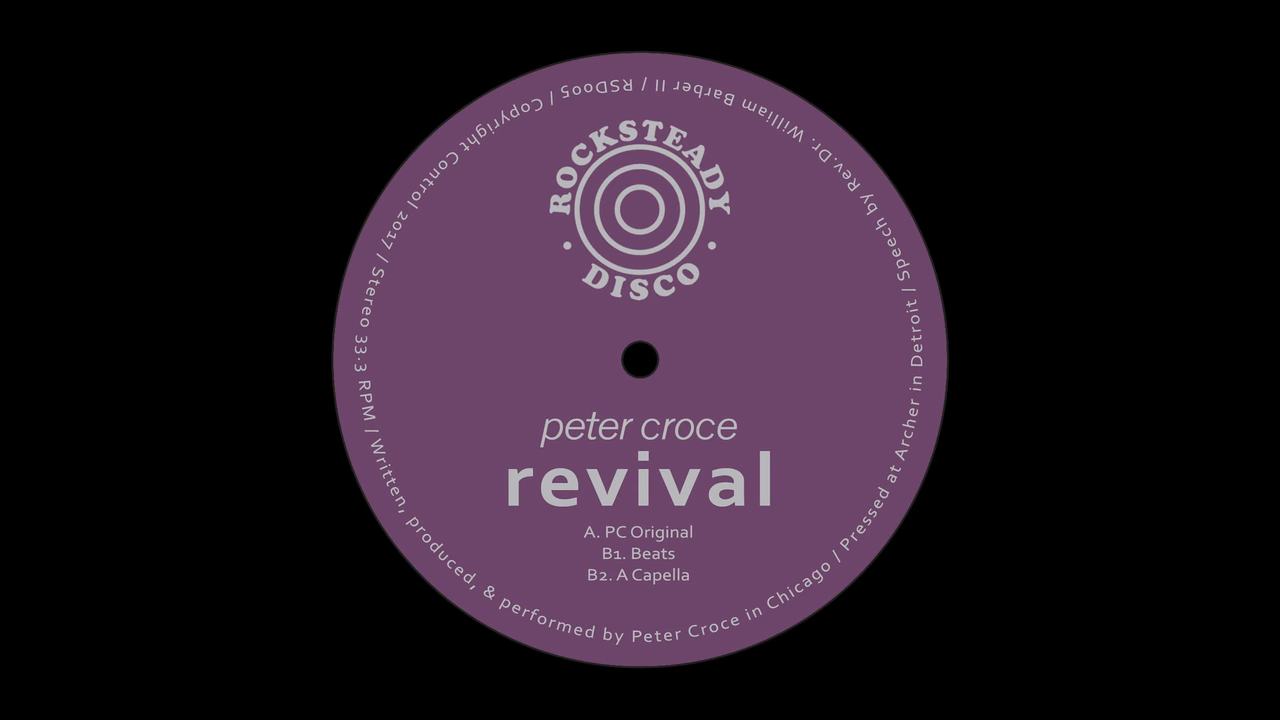 ROCKSTEADY
DISCO
peter croce
revival
A. PC Original
B1. Beats
B2. A Capella
RSD005 / Copyright Control 2017 / Stereo 33.3 RPM / Written, produced, & performed by Peter Croce in Chicago / Pressed at Archer in Detroit / Speech by Rev.Dr. William Barber II /